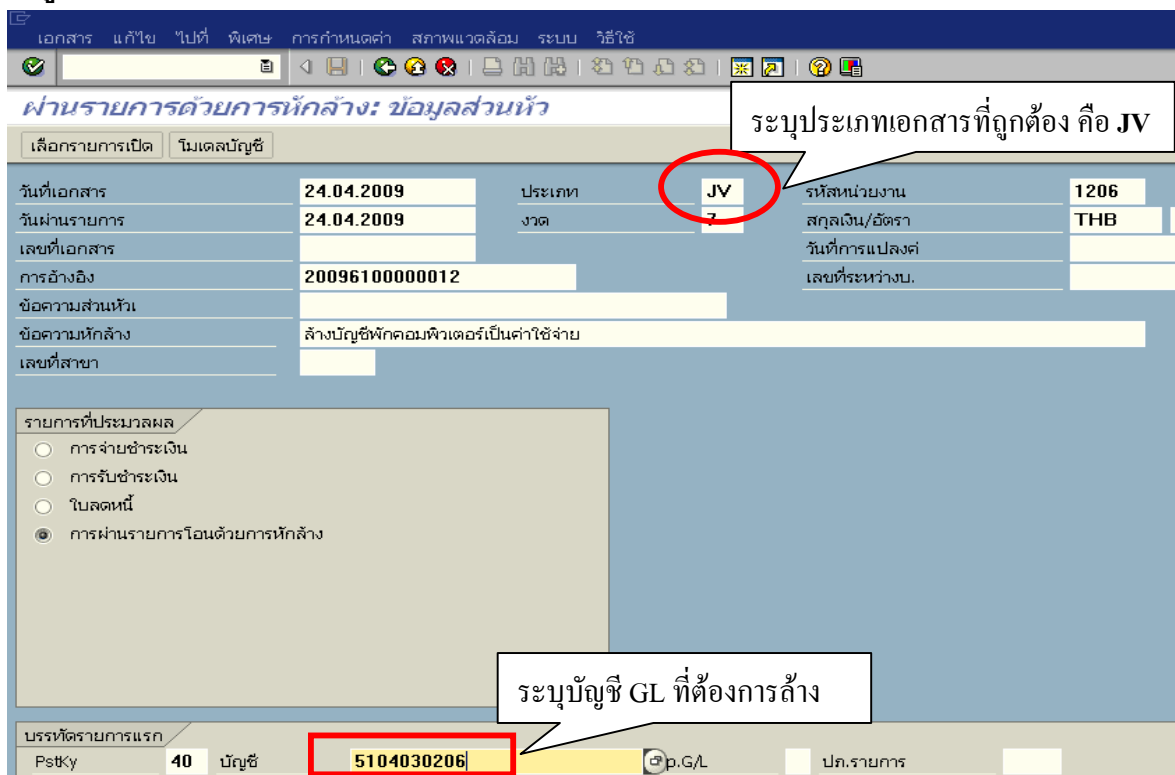 เอกสาร แก้ไข ไปที่ พิเศษ การกำหนดค่า สภาพแวดล้อม ระบบ วิธีใช้
ผ่านรายการด้วยการหักล้าง: ข้อมูลส่วนหัว
ระบุประเภทเอกสารที่ถูกต้อง คือ JV
เลือกรายการเปิด โมเดลบัญชี
วันที่เอกสาร 24.04.2009 ประเภท JV รหัสหน่วยงาน 1206
วันผ่านรายการ 24.04.2009 งวด 7 สกุลเงิน/อัตรา THB
เลขที่เอกสาร วันที่การแปลงค่
การอ้างอิง 20096100000012 เลขที่ระหว่างบ.
ข้อความส่วนหัวเ
ข้อความหักล้าง ล้างบัญชีพักคอมพิวเตอร์เป็นค่าใช้จ่าย
เลขที่สาขา
รายการที่ประมวลผล
การจ่ายชำระเงิน
การรับชำระเงิน
ใบลดหนี้
การผ่านรายการโอนด้วยการหักล้าง
ระบุบัญชี GL ที่ต้องการล้าง
บรรทัดรายการแรก
PstKy 40 บัญชี 5104030206 p.G/L ปภ.รายการ